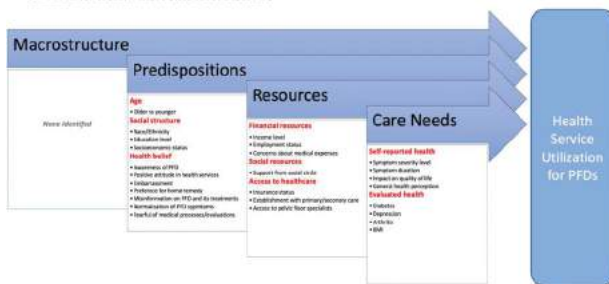 Macrostructure
None Identified
Predispositions
Age
• Older vs younger
Social structure
• Race/Ethnicity
• Education level
• Socioeconomic status
Health belief
• Awareness of PFD
• Positive attitude in health services
• Embarrassment
• Preference for home remedy
• Misinformation on PFD and its treatments
• Normalization of PFD symptoms
• Fearful of medical processes/evaluations
Resources
Financial resources
• Income level
• Employment status
• Concerns about medical expenses
Social resources
• Support from social circle
Access to healthcare
• Insurance status
• Establishment with primary/secondary care
• Access to pelvic floor specialists
Care Needs
Self-reported health
• Symptom severity level
• Symptom duration
• Impact on quality of life
• General health perception
Evaluated health
• Diabetes
• Depression
• Arthritis
• BMI
Health
Service
Utilization
for PFDs